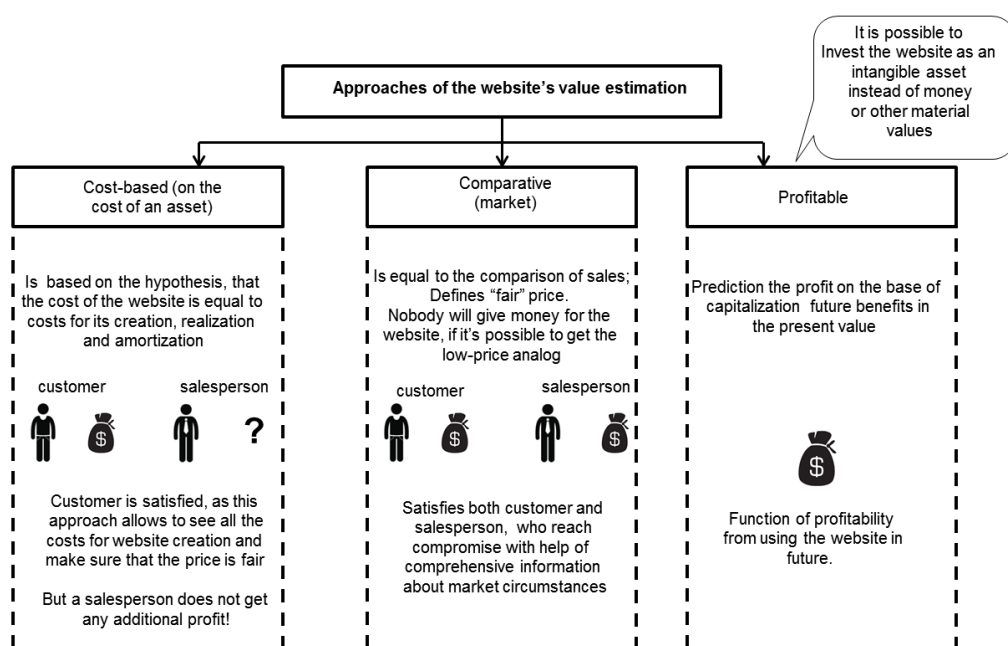 It is possible to
Invest the website as an
intangible asset
instead of money
or other material
values
Approaches of the website's value estimation
Cost-based (on the
cost of an asset)
Comparative
(market)
Profitable
Is based on the hypothesis, that
the cost of the website is equal to
costs for its creation, realization
and amortization
customer
salesperson
$
?
Customer is satisfied, as this
approach allows to see all the
costs for website creation and
make sure that the price is fair
But a salesperson does not get
any additional profit!
Is equal to the comparison of sales;
Defines “fair” price.
Nobody will give money for the
website, if it's possible to get the
low-price analog
customer
salesperson
$
$
Satisfies both customer and
salesperson, who reach
compromise with help of
comprehensive information
about market circumstances
Prediction the profit on the base of
capitalization future benefits
in the present value
$
Function of profitability
from using the website in
future.